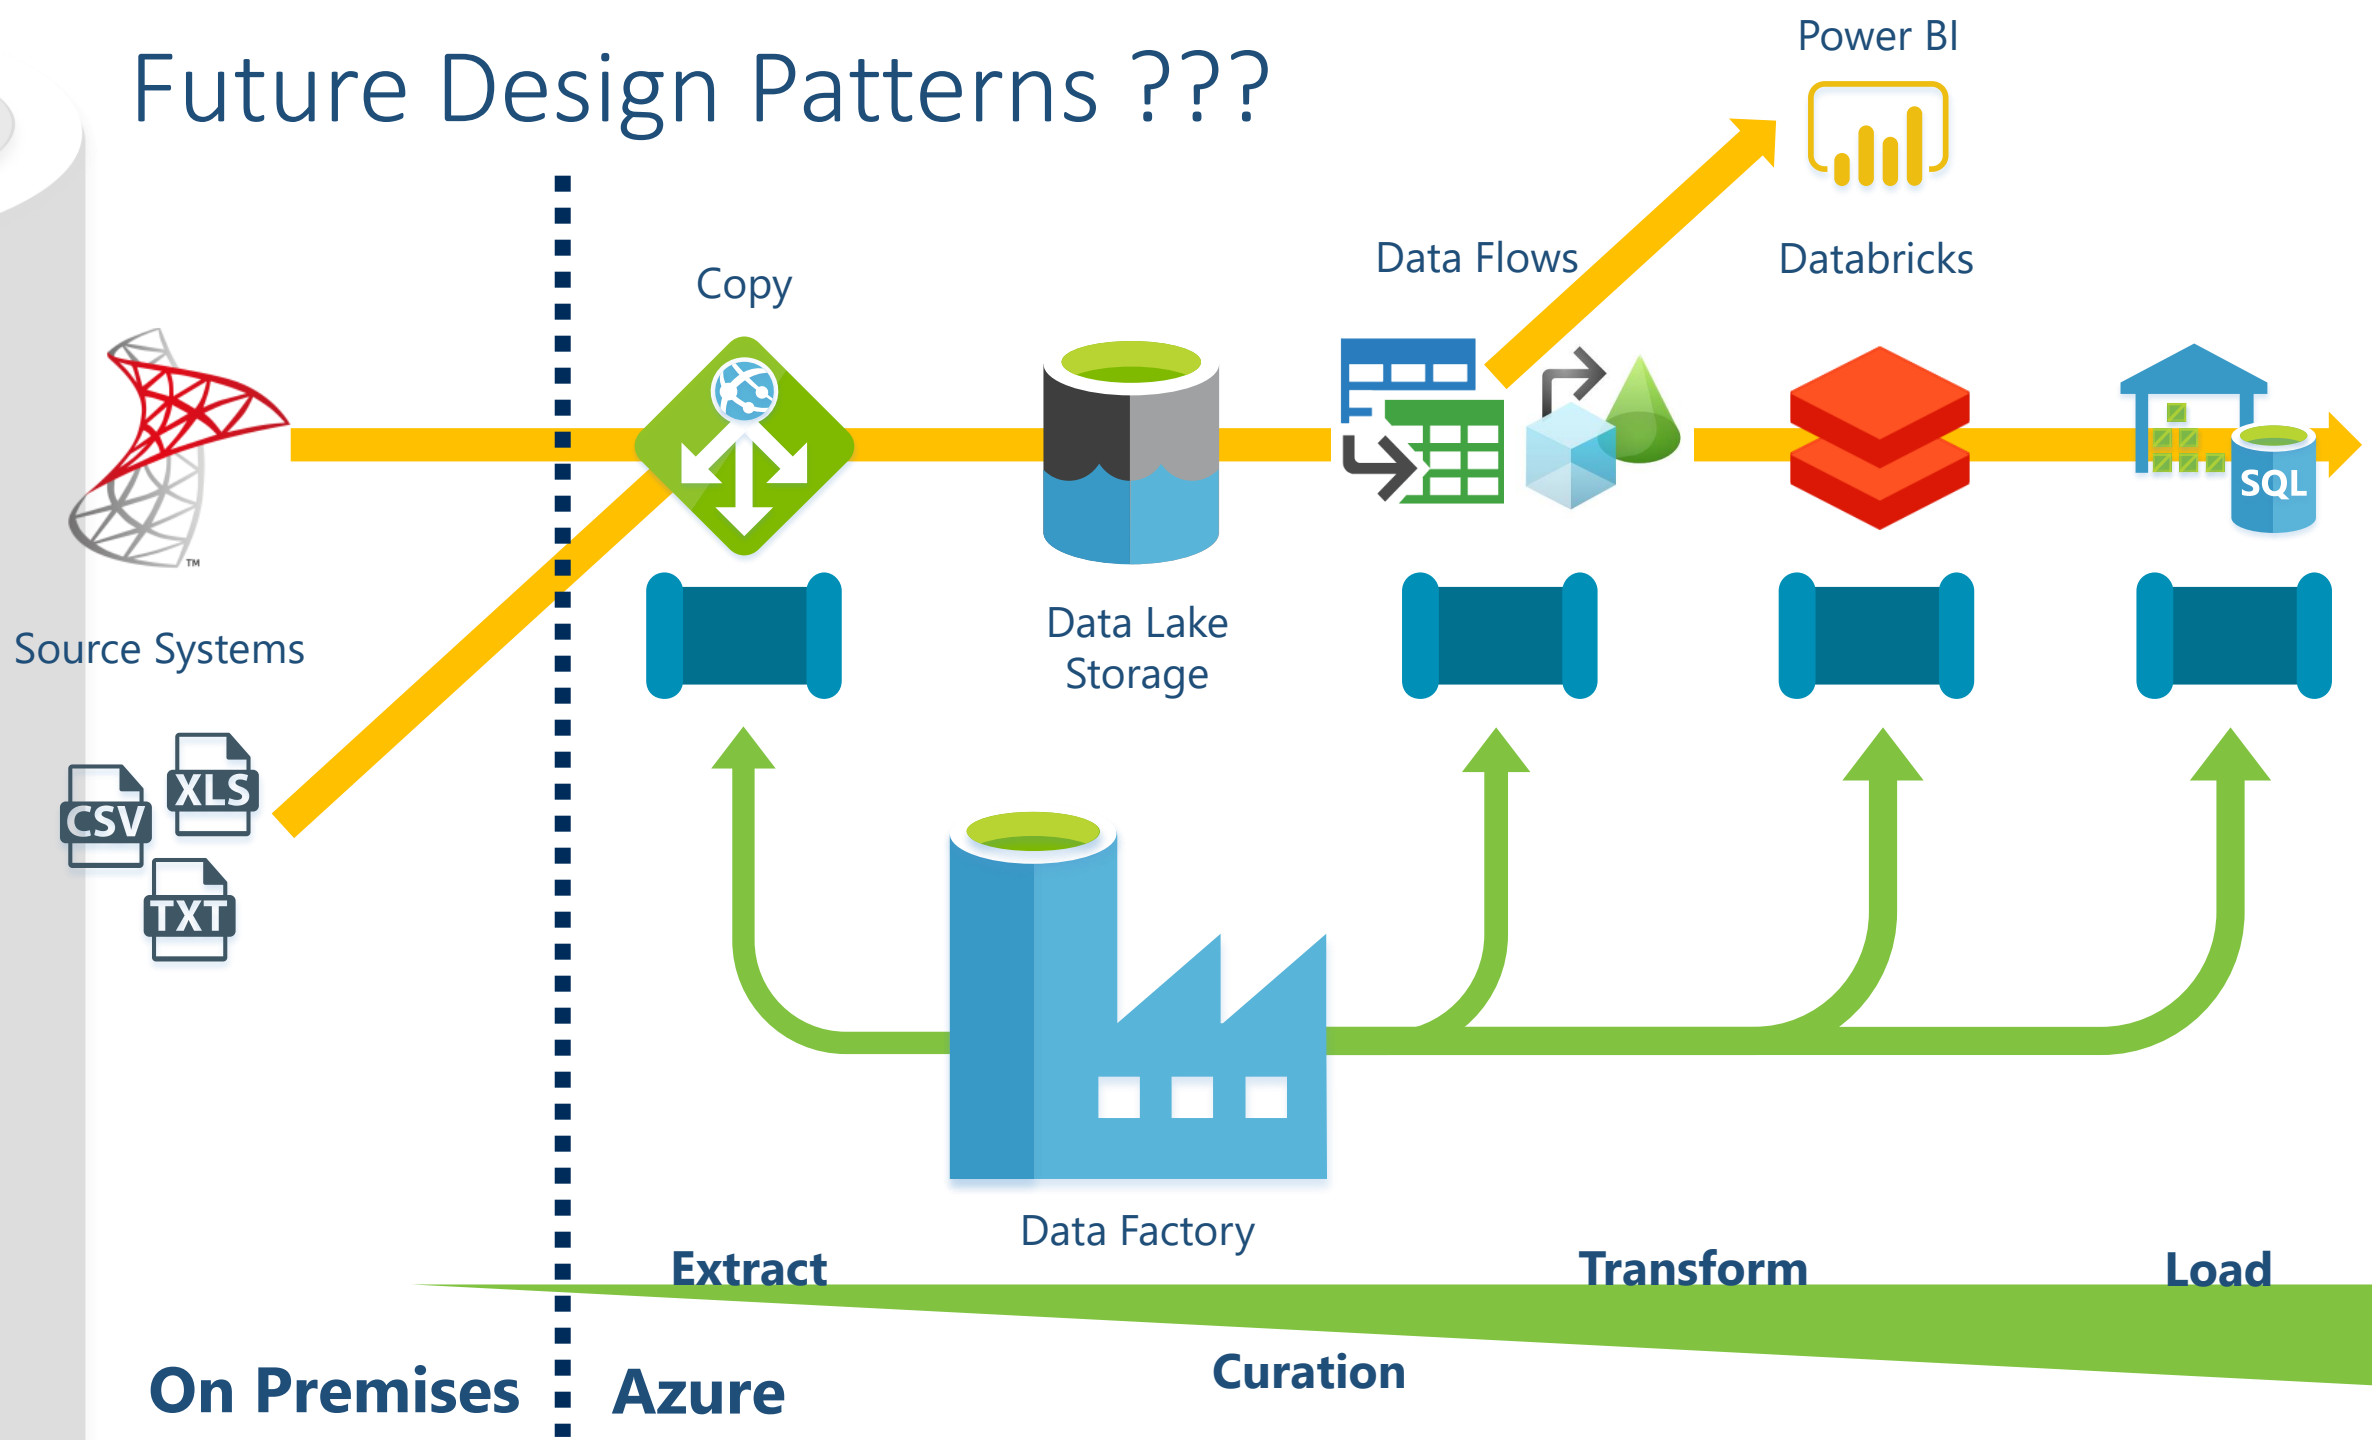 Future Design Patterns ???
Power BI
Data Flows
Databricks
Copy
SQL
TM
Source Systems
Data Lake
Storage
XLS
CSV
TXT
Data Factory
Extract
Transform
Load
Curation
On Premises
Azure